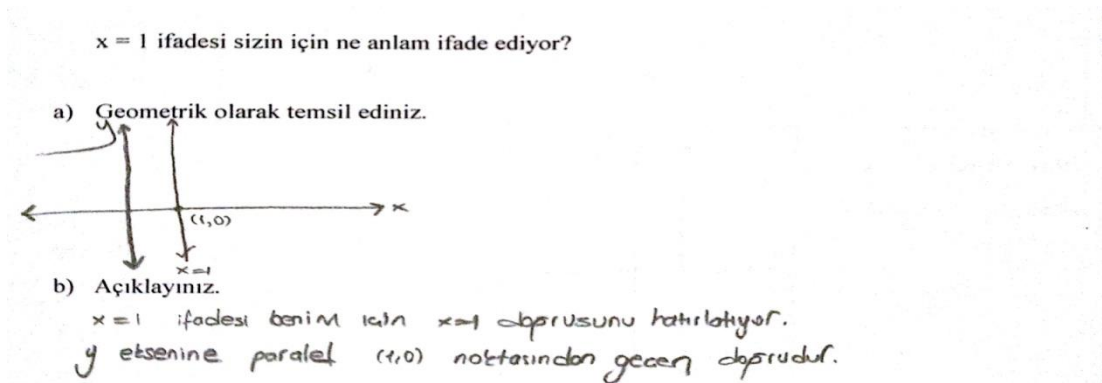 x = 1 ifadesi sizin için ne anlam ifade ediyor?
a) Geometrik olarak temsil ediniz.
y
x
(1,0)
x=1
b) Açıklayınız.
x=1 ifadesi benim için x=1 doğrusunu hatırlatıyor.
y eksenine paralel (1,0) noktasından geçen doğrudur.